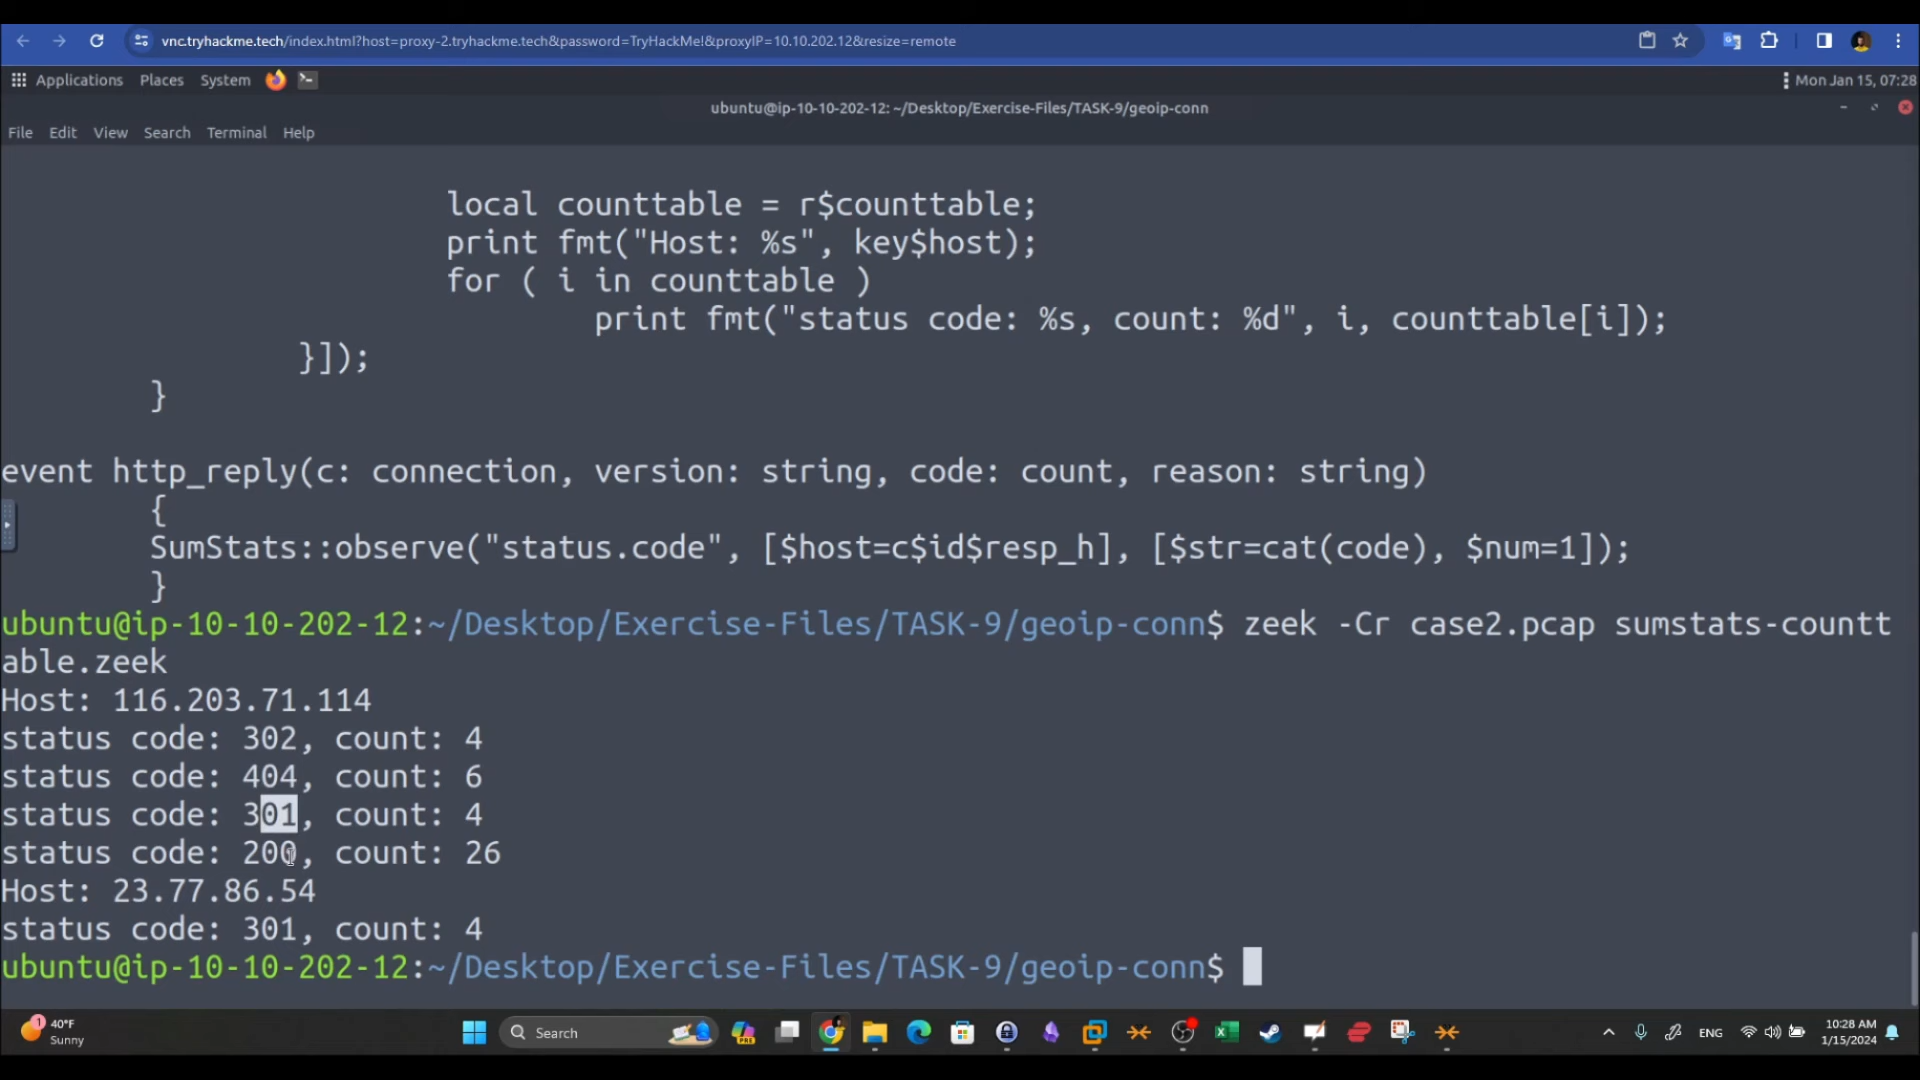 vnc.tryhackme.tech/index.html?host=proxy-2.tryhackme.tech&password=TryHackMe!&proxyIP=10.10.202.12&resize=remote
Applications Places System Mon Jan 15, 07:28
ubuntu@ip-10-10-202-12: ~/Desktop/Exercise-Files/TASK-9/geoip-conn
File Edit View Search Terminal Help
local counttable = r$counttable;
print fmt("Host: %s", key$host);
for ( i in counttable )
print fmt("status code: %s, count: %d", i, counttable[i]);
}]);
}
event http_reply(c: connection, version: string, code: count, reason: string)
{
SumStats::observe("status.code", [$host=c$id$resp_h], [$str=cat(code), $num=1]);
}
ubuntu@ip-10-10-202-12:~/Desktop/Exercise-Files/TASK-9/geoip-conn$ zeek -Cr case2.pcap sumstats-countt
able.zeek
Host: 116.203.71.114
status code: 302, count: 4
status code: 404, count: 6
status code: 301, count: 4
status code: 200, count: 26
Host: 23.77.86.54
status code: 301, count: 4
ubuntu@ip-10-10-202-12:~/Desktop/Exercise-Files/TASK-9/geoip-conn$
1 40°F
Sunny
Search
PRE
ENG
10:28 AM
1/15/2024